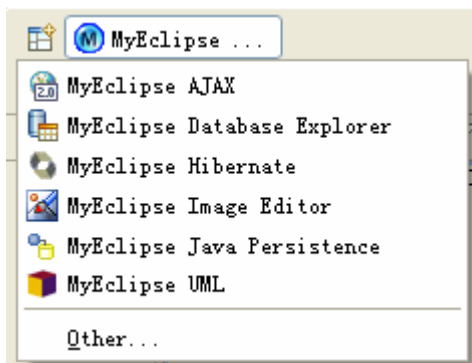 MyEclipse ...
MyEclipse AJAX
MyEclipse Database Explorer
MyEclipse Hibernate
MyEclipse Image Editor
MyEclipse Java Persistence
MyEclipse UML
Other...